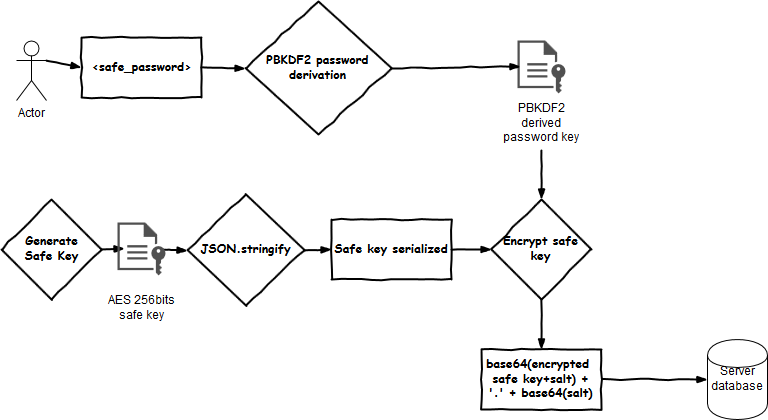 <safe_password>
PBKDF2 password
derivation
Actor
PBKDF2
derived
password key
Generate
Safe Key
JSON.stringify
Safe key serialized
Encrypt safe
key
AES 256bits
safe key
base64(encrypted
safe key+salt) +
'.' + base64(salt)
Server
database